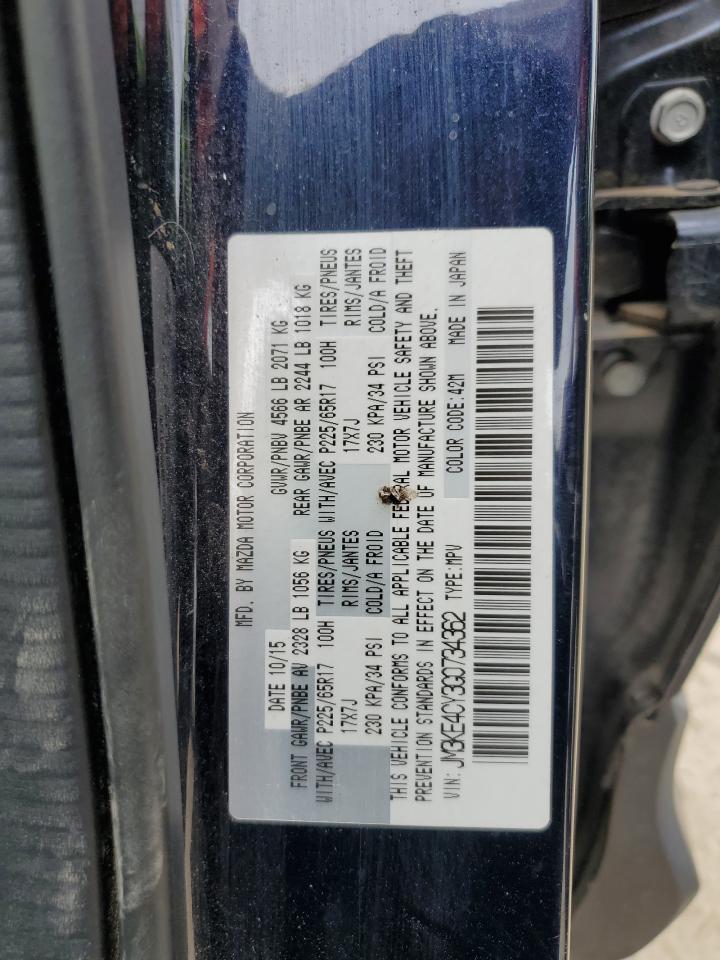 MFD. BY MAZDA MOTOR CORPORATION
DATE 10/15 GVWR/PNBV 4566 LB 2071 KG
FRONT GAWR/PNBE AV 2328 LB 1056 KG REAR GAWR/PNBE AR 2244 LB 1018 KG
WITH/AVEC P225/65R17 100H TIRES/PNEUS WITH/AVEC P225/65R17 100H TIRES/PNEUS
17X7J RIMS/JANTES 17X7J RIMS/JANTES
230 KPA/34 PSI COLD/A FROID 230 KPA/34 PSI COLD/A FROID
THIS VEHICLE CONFORMS TO ALL APPLICABLE FEDERAL MOTOR VEHICLE SAFETY AND THEFT
PREVENTION STANDARDS IN EFFECT ON THE DATE OF MANUFACTURE SHOWN ABOVE.
VIN: JM3KE4CY3G0734362 TYPE:MPV COLOR CODE:42M MADE IN JAPAN